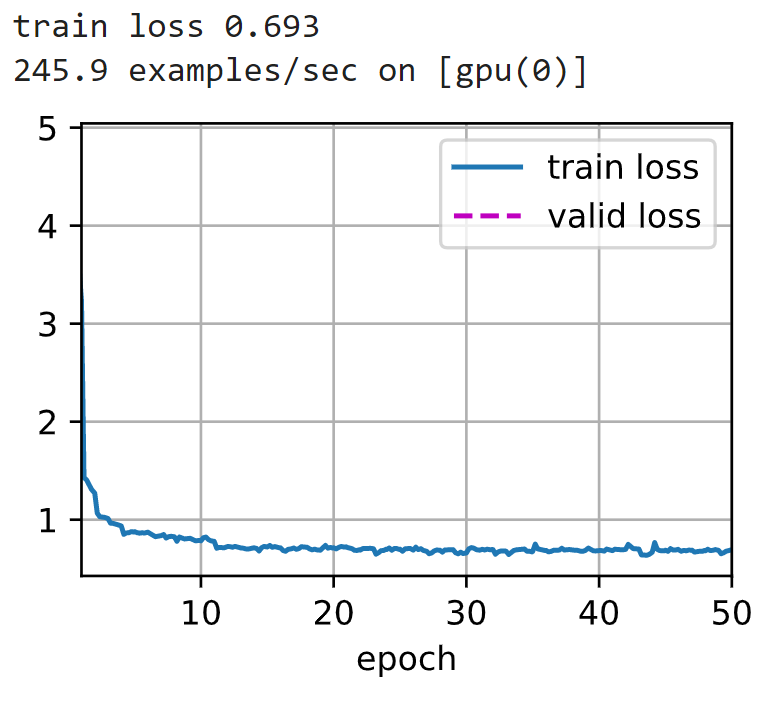 train loss 0.693
245.9 examples/sec on [gpu(0)]
5
train loss
valid loss
4
3
2
1
10 20 30 40 50
epoch